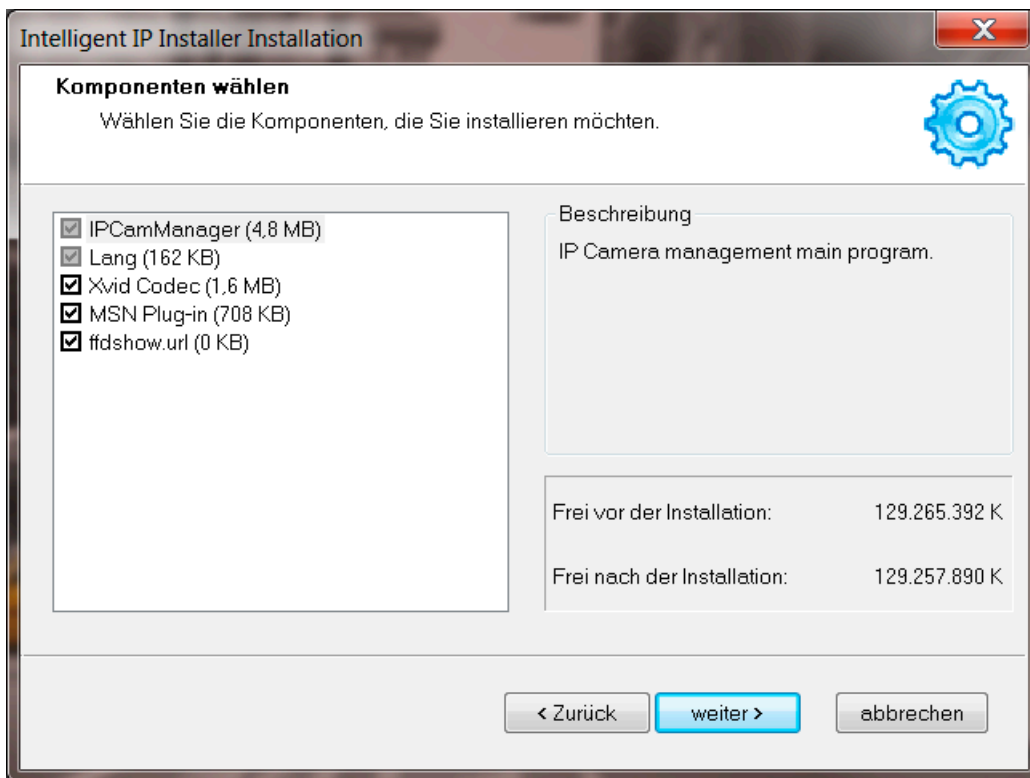 Intelligent IP Installer Installation
Komponenten wählen
Wählen Sie die Komponenten, die Sie installieren möchten.
IPCamManager (4,8 MB)
Lang (162 KB)
Xvid Codec (1,6 MB)
MSN Plug-in (708 KB)
ffdshow.url (0 KB)
Beschreibung
IP Camera management main program.
Frei vor der Installation: 129.265.392 K
Frei nach der Installation: 129.257.890 K
< Zurück weiter > abbrechen